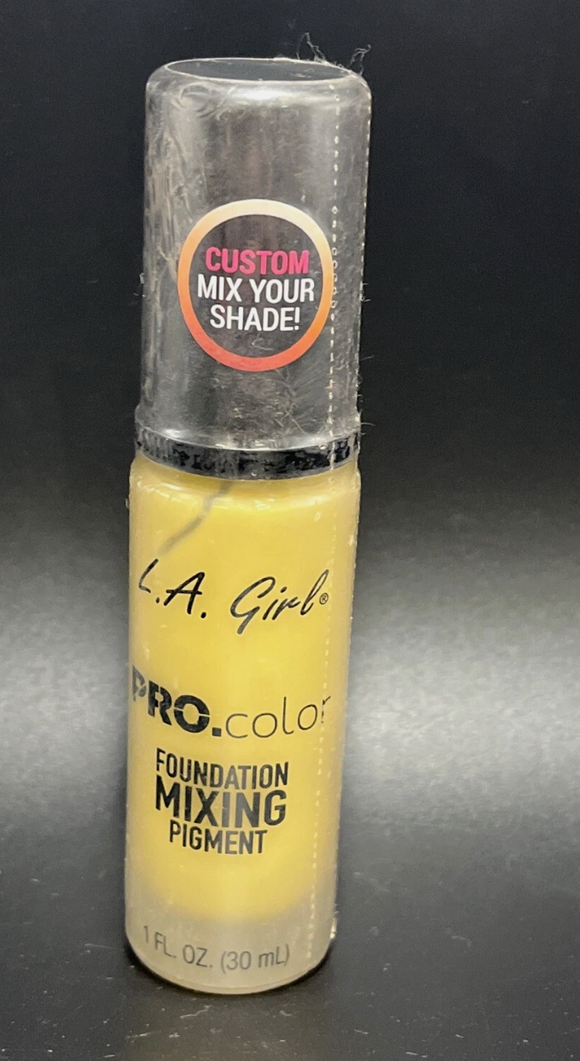 CUSTOM
MIX YOUR
SHADE!
L.A. Girl®
PRO.color
FOUNDATION
MIXING
PIGMENT
1 FL. OZ. (30 mL)